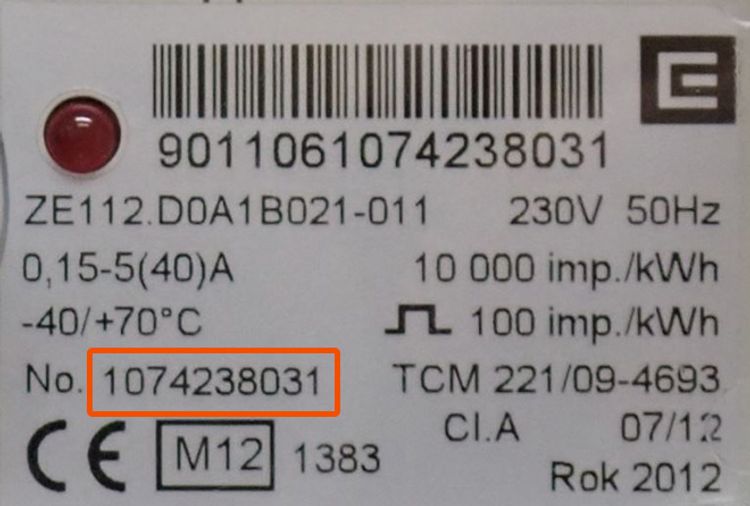 9011061074238031
ZE112.D0A1B021-011 230V 50Hz
0,15-5(40)A 10 000 imp./kWh
-40/+70°C 100 imp./kWh
No. 1074238031 TCM 221/09-4693
CI.A 07/12
CE M12 1383
Rok 2012